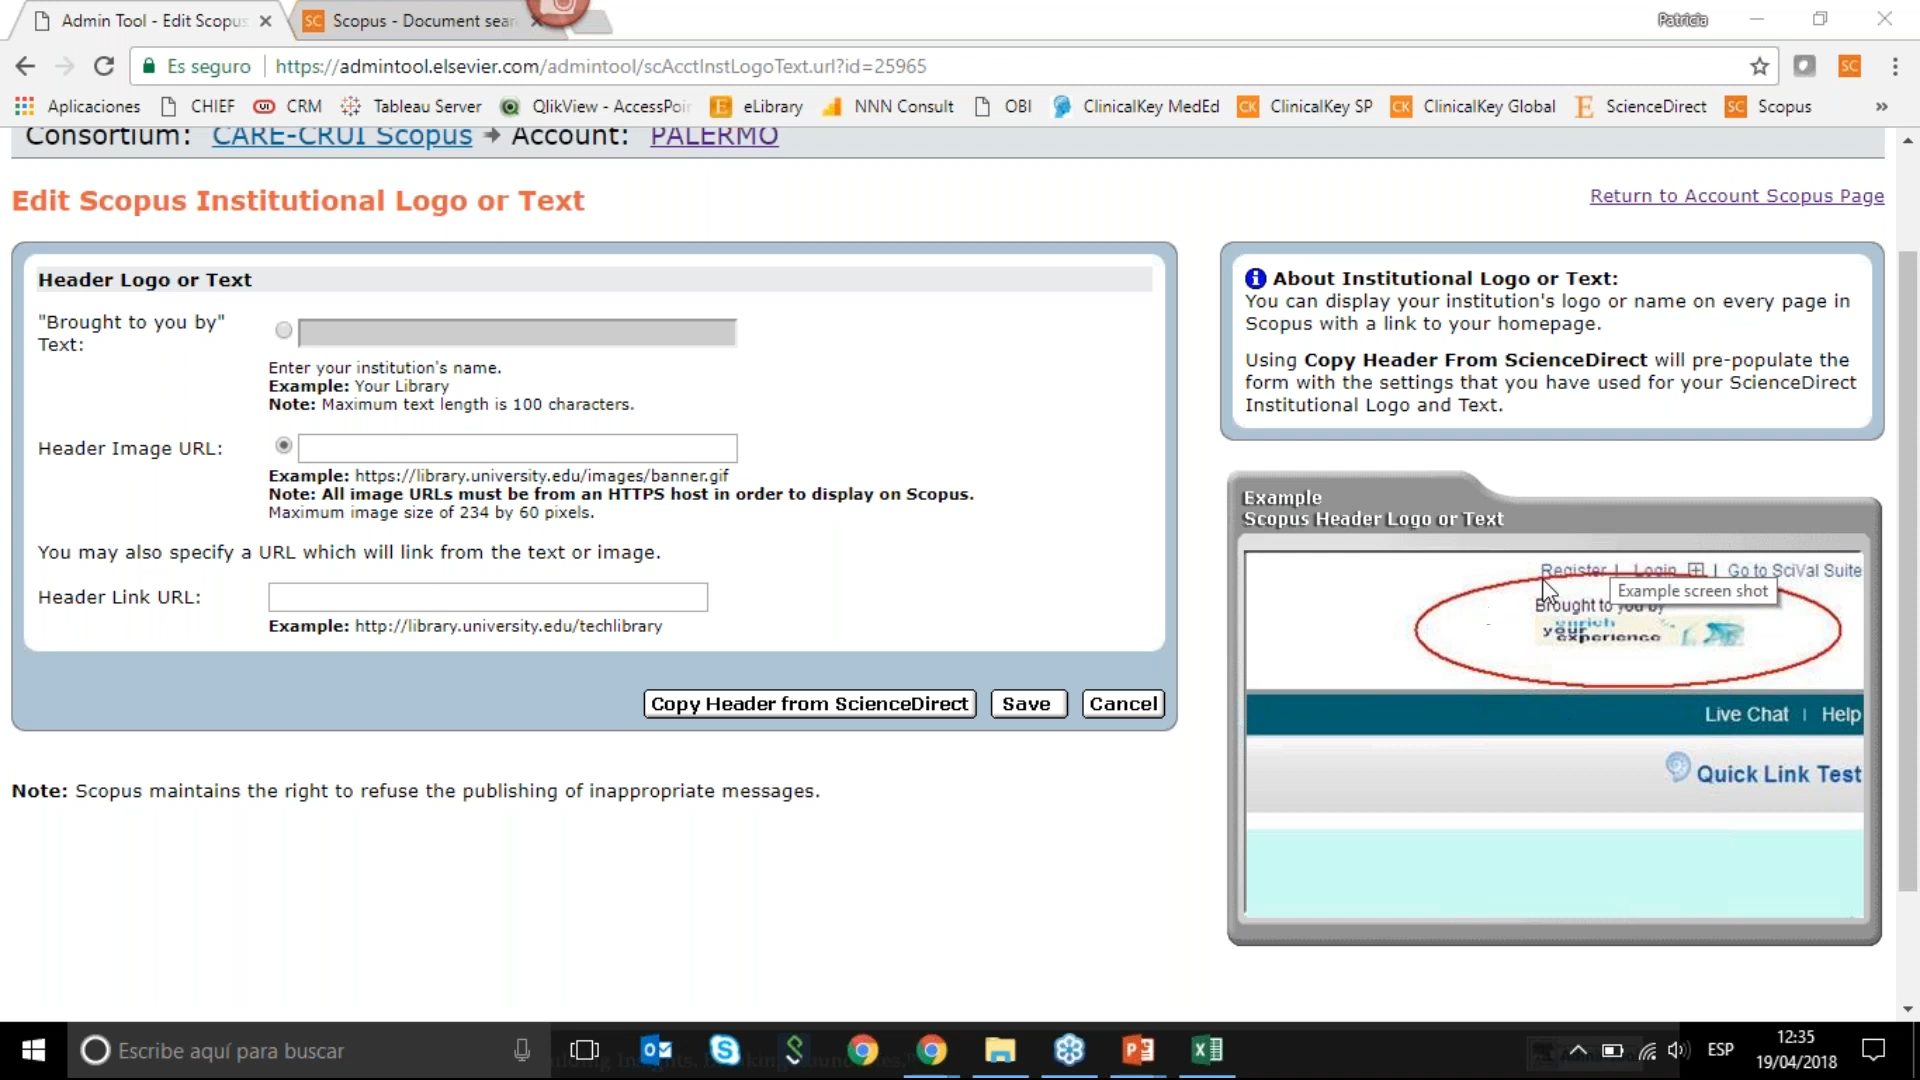 Admin Tool - Edit Scopus
Scopus - Document sear
Patricia
Es seguro
https://admintool.elsevier.com/admintool/scAcctInstLogoText.url?id=25965
SC
Aplicaciones CHIEF CRM Tableau Server QlikView - AccessPoin eLibrary NNN Consult OBI ClinicalKey MedEd ClinicalKey SP ClinicalKey Global ScienceDirect Scopus »
Consortium: CARE-CRUI Scopus → Account: PALERMO
Edit Scopus Institutional Logo or Text
Return to Account Scopus Page
Header Logo or Text
"Brought to you by"
Text:
Enter your institution's name.
Example: Your Library
Note: Maximum text length is 100 characters.
Header Image URL:
Example: https://library.university.edu/images/banner.gif
Note: All image URLs must be from an HTTPS host in order to display on Scopus.
Maximum image size of 234 by 60 pixels.
You may also specify a URL which will link from the text or image.
Header Link URL:
Example: http://library.university.edu/techlibrary
Copy Header from ScienceDirect
Save
Cancel
Note: Scopus maintains the right to refuse the publishing of inappropriate messages.
About Institutional Logo or Text:
You can display your institution's logo or name on every page in
Scopus with a link to your homepage.
Using Copy Header From ScienceDirect will pre-populate the
form with the settings that you have used for your ScienceDirect
Institutional Logo and Text.
Example
Scopus Header Logo or Text
Register | Login | Go to SciVal Suite
Example screen shot
Brought to you by
enrich
your
experience
Live Chat | Help
Quick Link Test
Escribe aquí para buscar
ESP
12:35
19/04/2018